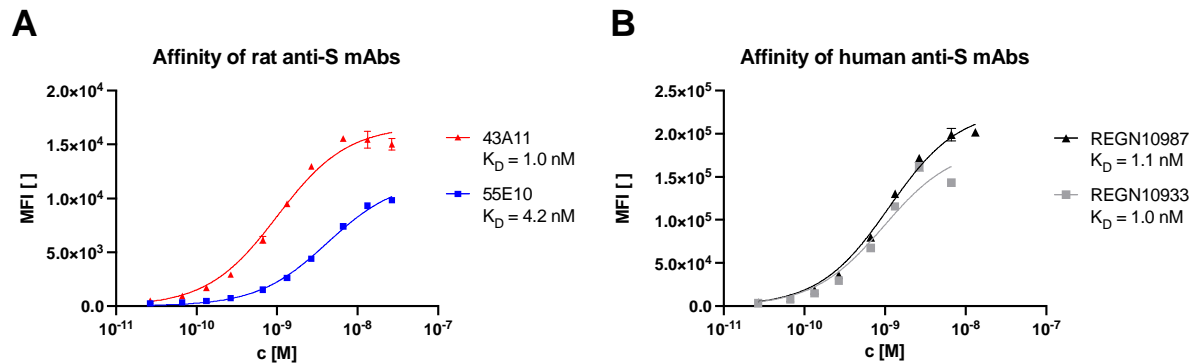 A
Affinity of rat anti-S mAbs
2.0×10⁴
1.5×10⁴
1.0×10⁴
5.0×10³
0.0
MFI [ ]
10⁻¹¹
10⁻¹⁰
10⁻⁹
10⁻⁸
10⁻⁷
c [M]
43A11
K_D = 1.0 nM
55E10
K_D = 4.2 nM
B
Affinity of human anti-S mAbs
2.5×10⁵
2.0×10⁵
1.5×10⁵
1.0×10⁵
5.0×10⁴
0.0
MFI [ ]
10⁻¹¹
10⁻¹⁰
10⁻⁹
10⁻⁸
10⁻⁷
c [M]
REGN10987
K_D = 1.1 nM
REGN10933
K_D = 1.0 nM